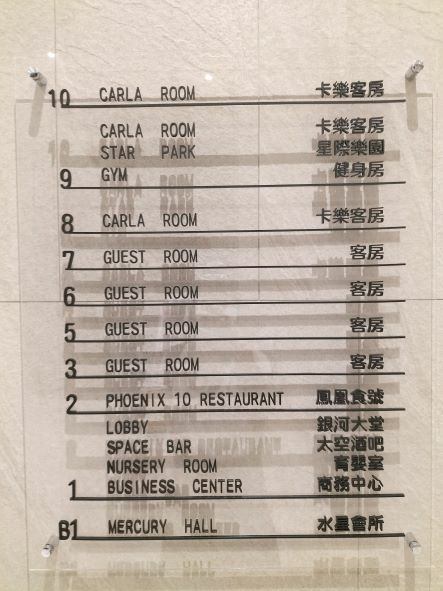 10 CARLA ROOM 卡樂客房
CARLA ROOM 卡樂客房
STAR PARK 星際樂園
9 GYM 健身房
8 CARLA ROOM 卡樂客房
7 GUEST ROOM 客房
6 GUEST ROOM 客房
5 GUEST ROOM 客房
3 GUEST ROOM 客房
2 PHOENIX 10 RESTAURANT 鳳凰食號
LOBBY 銀河大堂
SPACE BAR 太空酒吧
NURSERY ROOM 育嬰室
1 BUSINESS CENTER 商務中心
B1 MERCURY HALL 水星會所